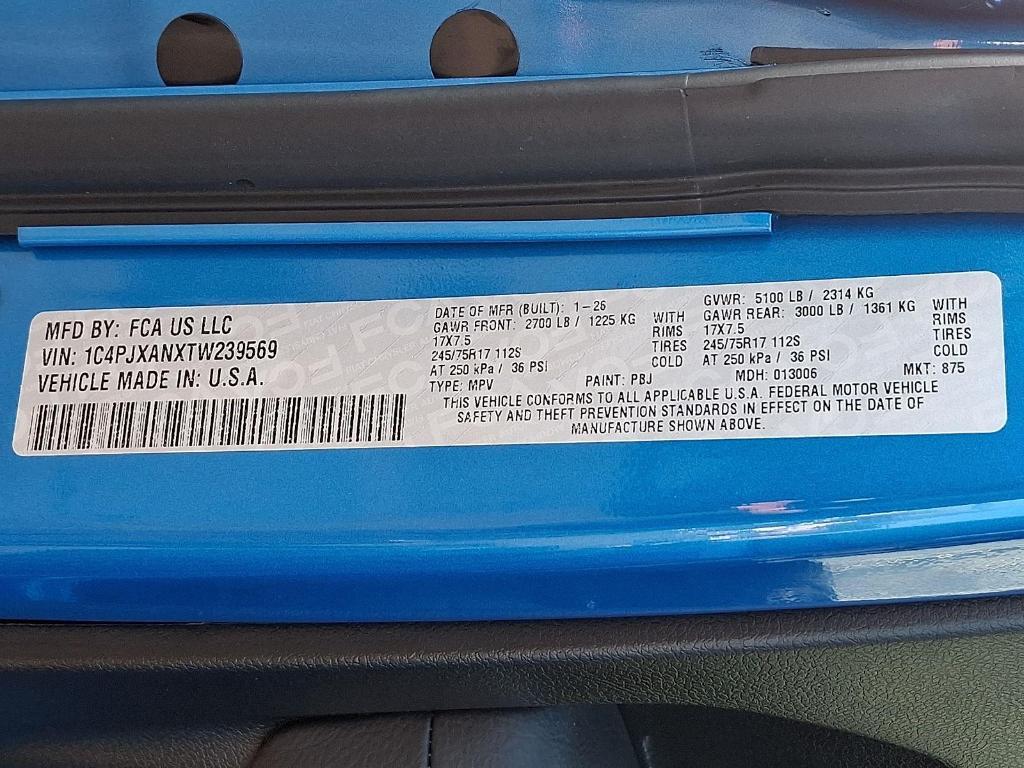 MFD BY: FCA US LLC
VIN: 1C4PJXANXTW239569
VEHICLE MADE IN: U.S.A.
DATE OF MFR (BUILT): 1-26 GVWR: 5100 LB / 2314 KG
GAWR FRONT: 2700 LB / 1225 KG WITH GAWR REAR: 3000 LB / 1361 KG WITH
17X7.5 RIMS 17X7.5 RIMS
245/75R17 112S TIRES 245/75R17 112S TIRES
AT 250 kPa / 36 PSI COLD AT 250 kPa / 36 PSI COLD
TYPE: MPV PAINT: PBJ MDH: 013006 MKT: 875
THIS VEHICLE CONFORMS TO ALL APPLICABLE U.S.A. FEDERAL MOTOR VEHICLE
SAFETY AND THEFT PREVENTION STANDARDS IN EFFECT ON THE DATE OF
MANUFACTURE SHOWN ABOVE.